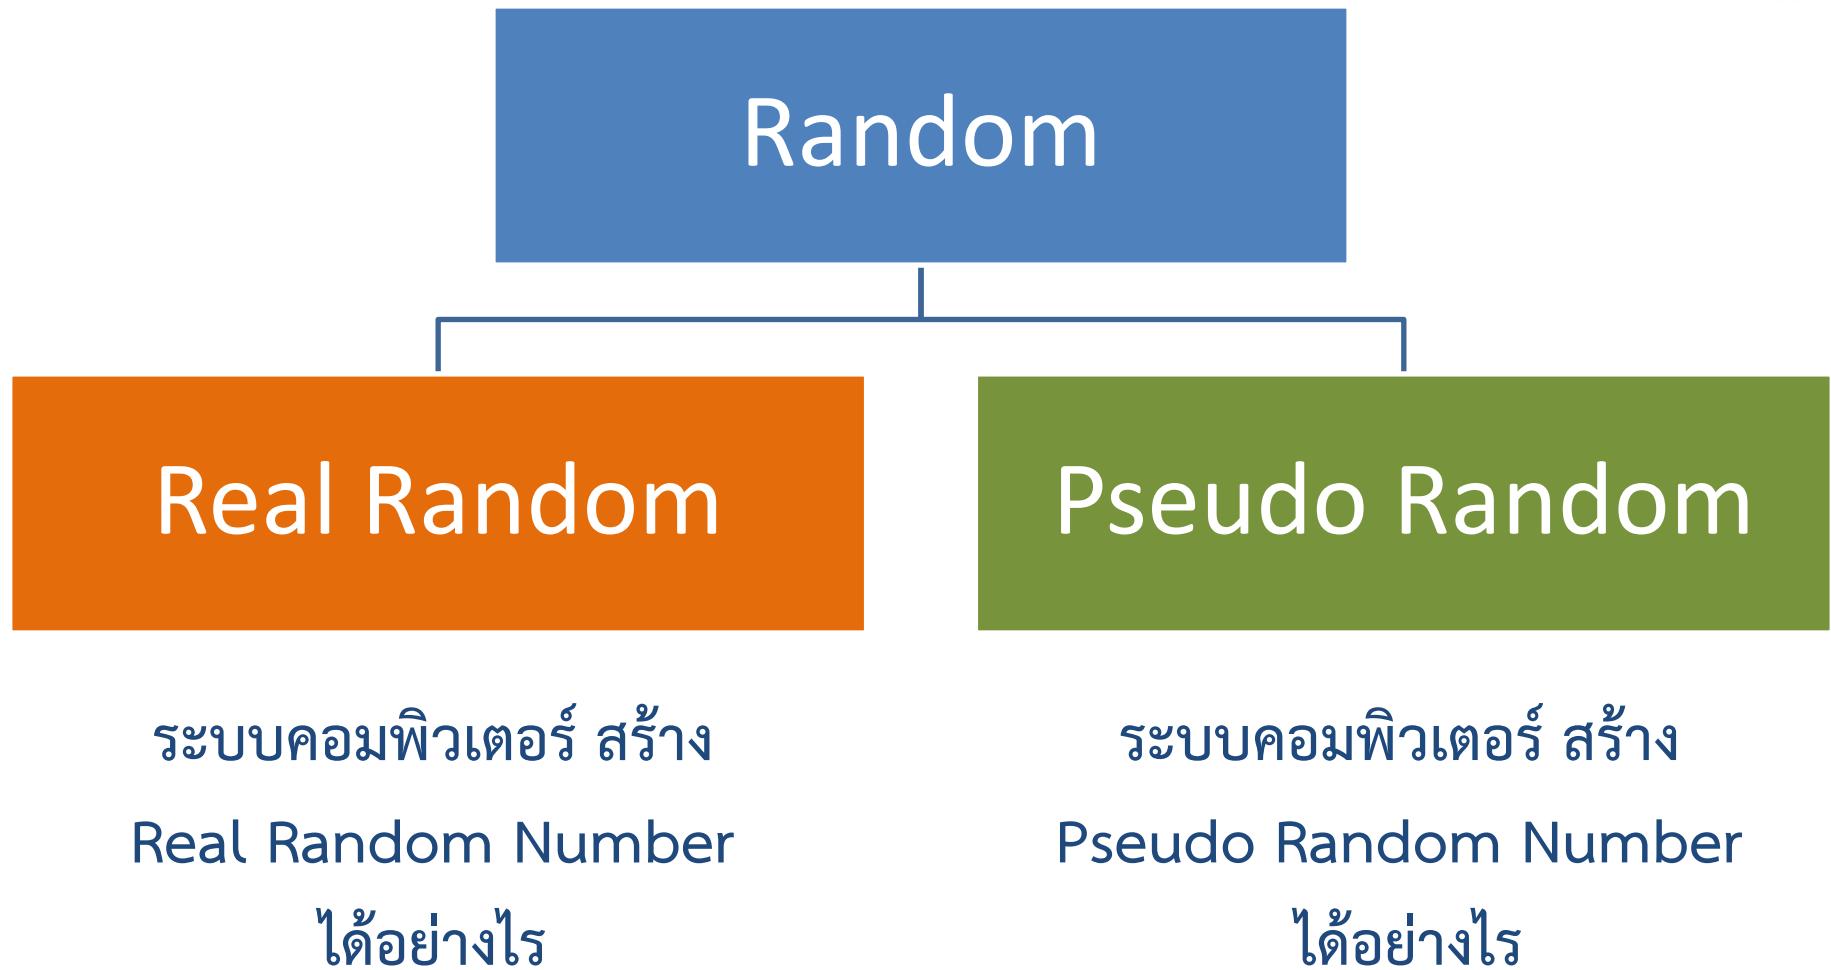 Random
Real Random
Pseudo Random
ระบบคอมพิวเตอร์ สร้าง
Real Random Number
ได้อย่างไร
ระบบคอมพิวเตอร์ สร้าง
Pseudo Random Number
ได้อย่างไร